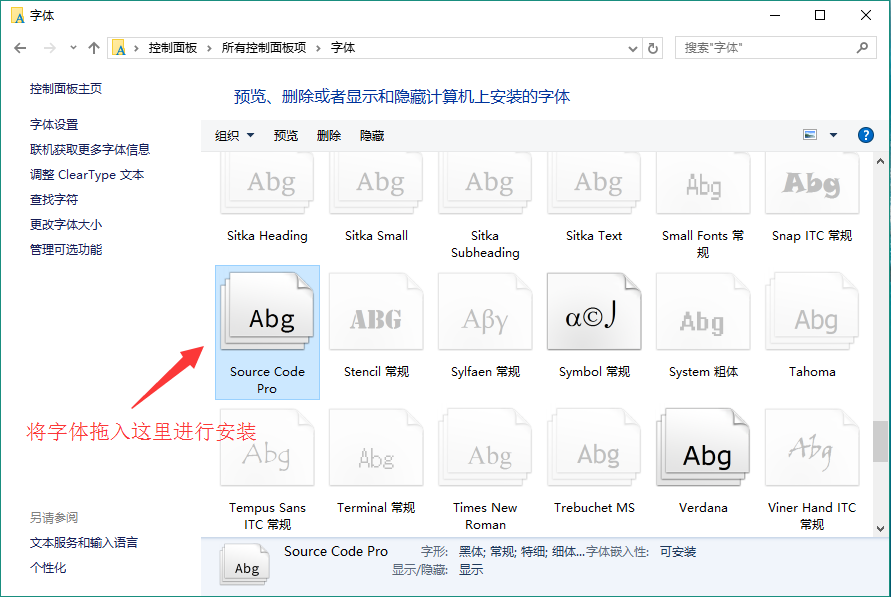 字体
控制面板 › 所有控制面板项 › 字体
搜索"字体"
控制面板主页
字体设置
联机获取更多字体信息
调整 ClearType 文本
查找字符
更改字体大小
管理可选功能
预览、删除或者显示和隐藏计算机上安装的字体
组织 预览 删除 隐藏
Abg Abg Abg Abg Abg Abg
Sitka Heading Sitka Small Sitka Subheading Sitka Text Small Fonts 常规 Snap ITC 常规
Abg ABG Aβγ α©J Abg Abg
Source Code Pro Stencil 常规 Sylfaen 常规 Symbol 常规 System 粗体 Tahoma
将字体拖入这里进行安装
Abg Abg Abg Abg Abg Abg
Tempus Sans ITC 常规 Terminal 常规 Times New Roman Trebuchet MS Verdana Viner Hand ITC 常规
另请参阅
文本服务和输入语言
个性化
Abg
Source Code Pro 字形: 黑体; 常规; 特细; 细体... 字体嵌入性: 可安装
显示/隐藏: 显示